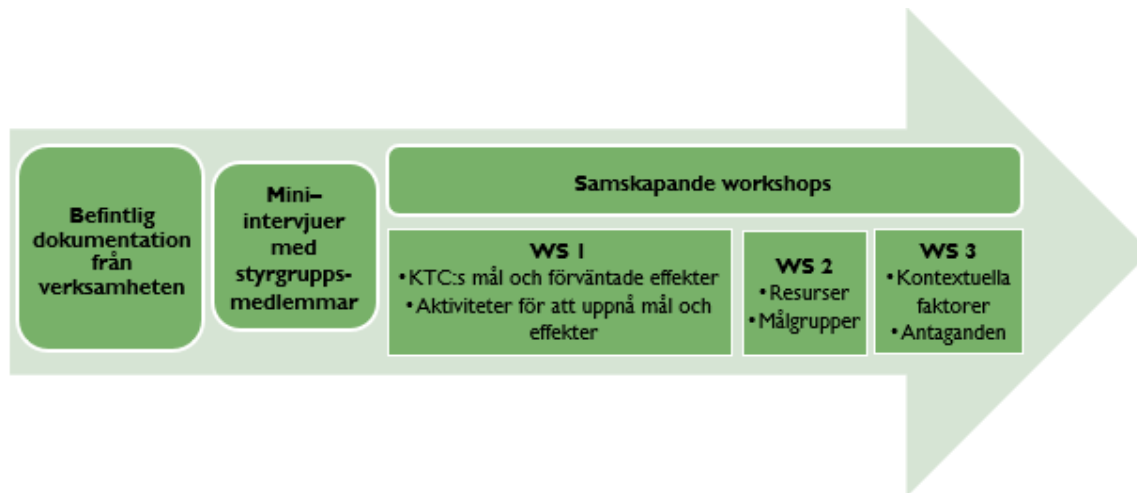 Befintlig
dokumentation
från
verksamheten
Mini–
intervjuer
med
styrgrupps-
medlemmar
Samskapande workshops
WS 1
•KTC:s mål och förväntade effekter
•Aktiviteter för att uppnå mål och
effekter
WS 2
•Resurser
•Målgrupper
WS 3
•Kontextuella
faktorer
•Antaganden